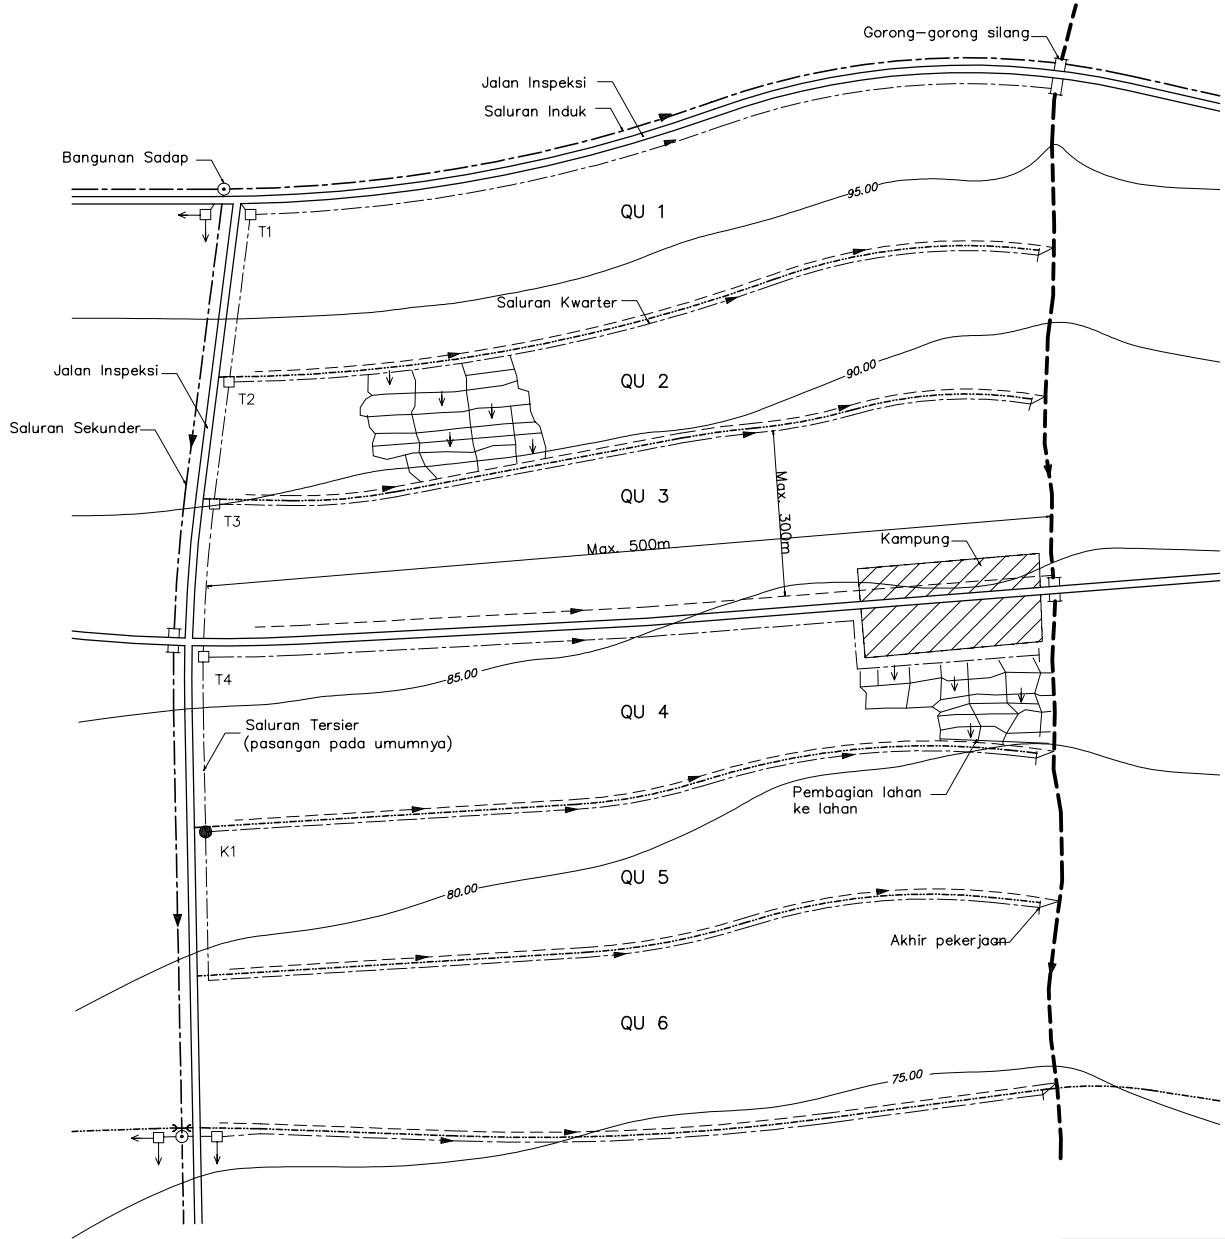 Gorong-gorong silang
Jalan Inspeksi
Saluran Induk
Bangunan Sadap
95.00
QU 1
T1
Saluran Kwarter
Jalan Inspeksi
90.00
QU 2
T2
Saluran Sekunder
QU 3
Max. 300m
T3
Max. 500m
Kampung
T4
85.00
QU 4
Saluran Tersier
(pasangan pada umumnya)
Pembagian lahan
ke lahan
K1
QU 5
80.00
Akhir pekerjaan
QU 6
75.00